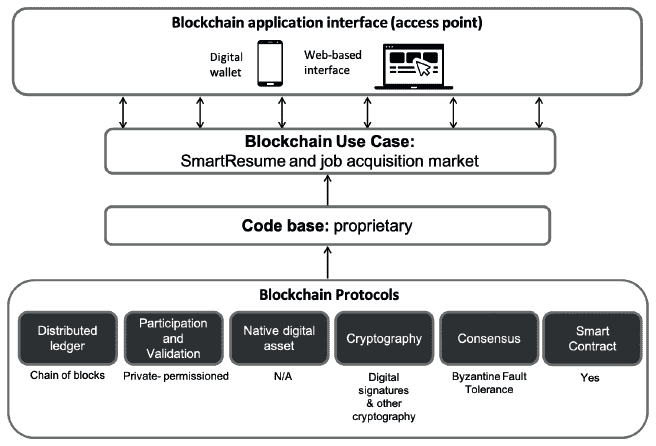 Blockchain application interface (access point)
Digital
wallet
Web-based
interface
Blockchain Use Case:
SmartResume and job acquisition market
Code base: proprietary
Blockchain Protocols
Distributed
ledger
Chain of blocks
Participation
and
Validation
Private- permissioned
Native digital
asset
N/A
Cryptography
Digital
signatures
& other
cryptography
Consensus
Byzantine Fault
Tolerance
Smart
Contract
Yes